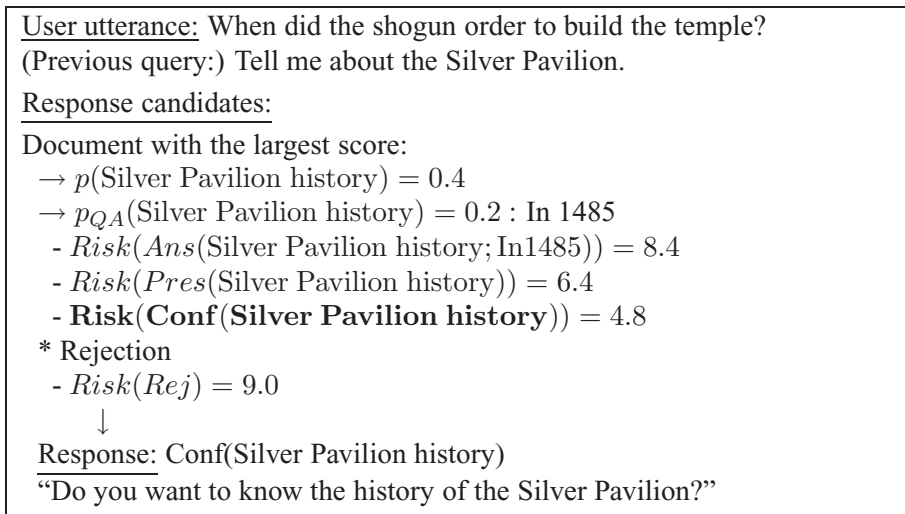 User utterance: When did the shogun order to build the temple?
(Previous query:) Tell me about the Silver Pavilion.
Response candidates:
Document with the largest score:
→ p(Silver Pavilion history) = 0.4
→ p_{QA}(Silver Pavilion history) = 0.2 : In 1485
- Risk(Ans(Silver Pavilion history; In1485)) = 8.4
- Risk(Pres(Silver Pavilion history)) = 6.4
- Risk(Conf(Silver Pavilion history)) = 4.8
* Rejection
- Risk(Rej) = 9.0
↓
Response: Conf(Silver Pavilion history)
“Do you want to know the history of the Silver Pavilion?”